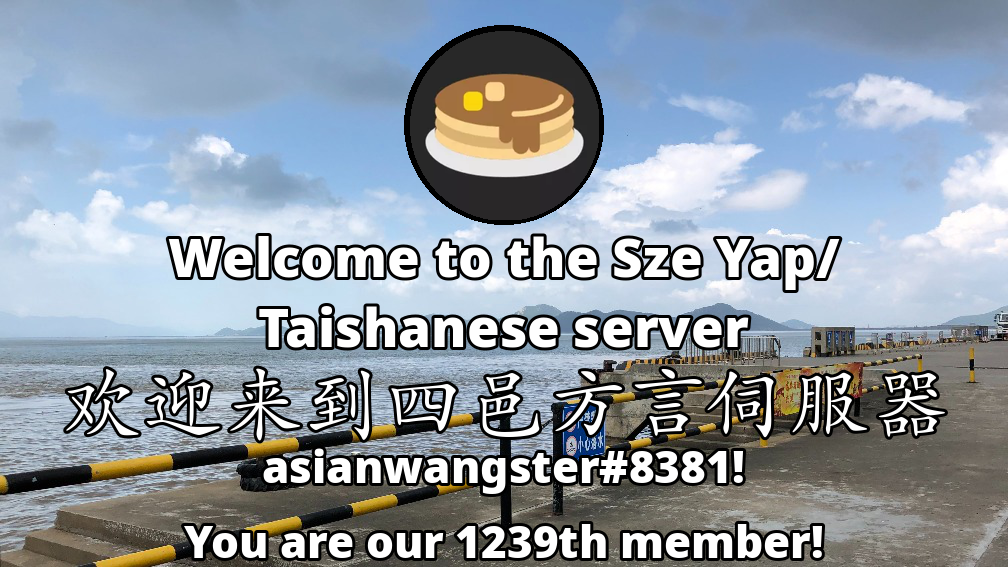 Welcome to the Sze Yap/
Taishanese server
欢迎来到四邑方言伺服器
asianwangster#8381!
You are our 1239th member!